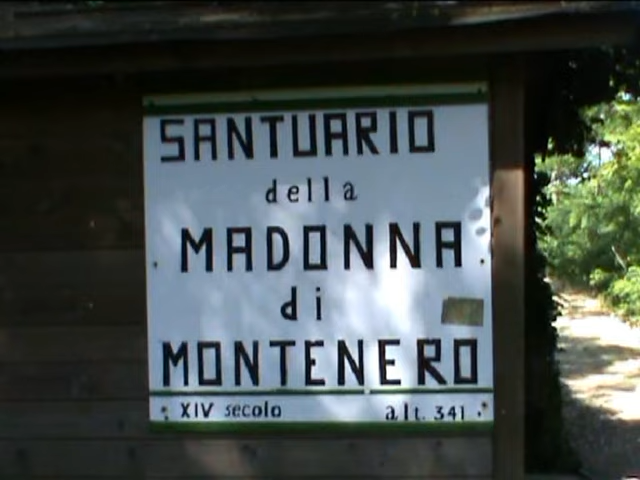 SANTUARIO
della
MADONNA
di
MONTENERO
XIV secolo alt. 341